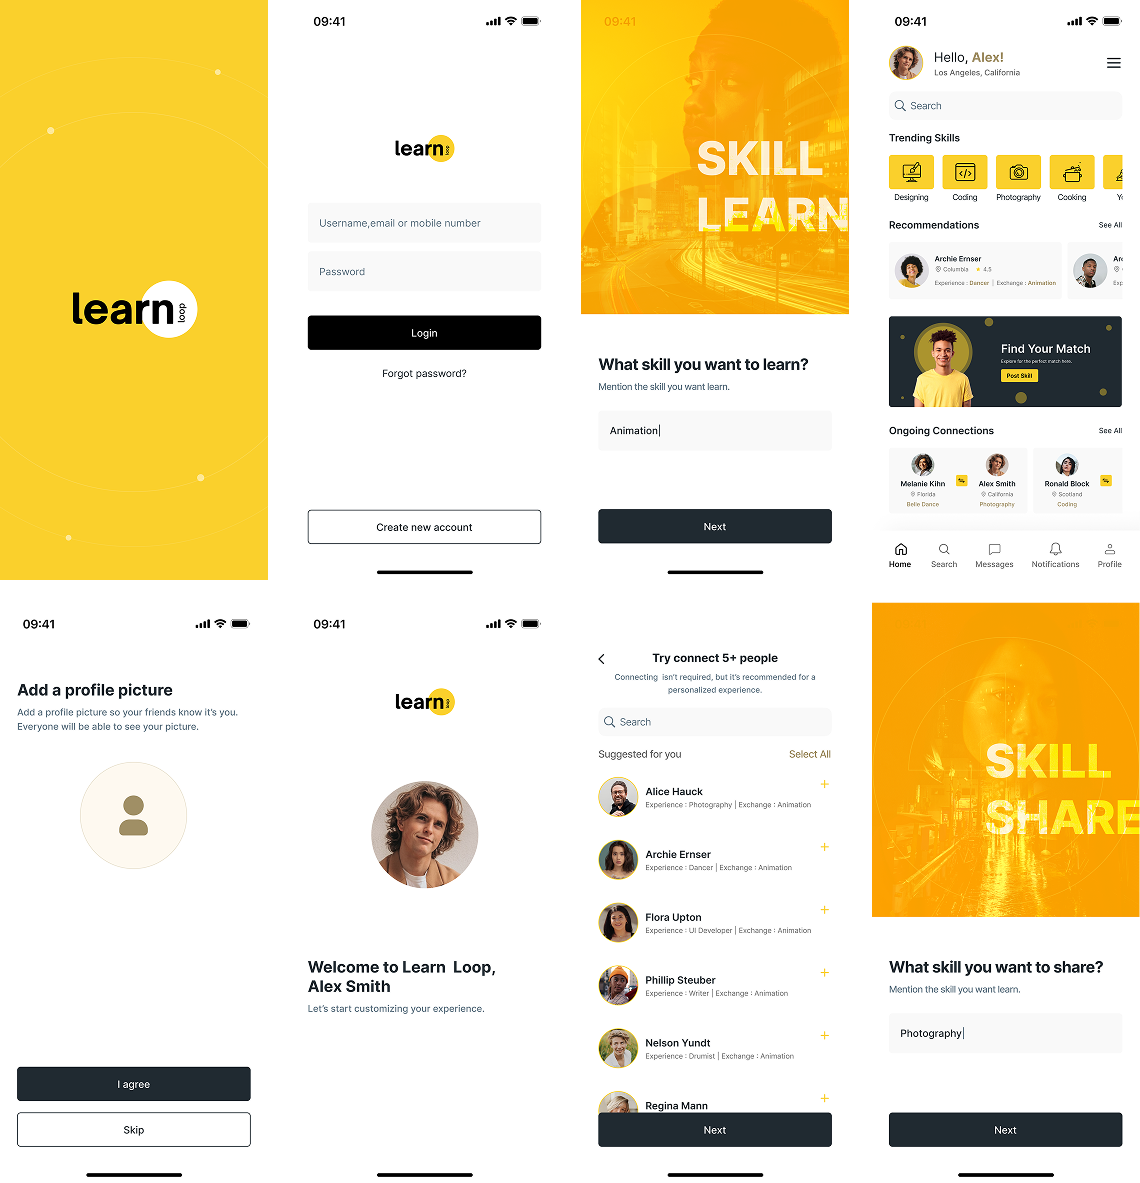 learn
loop
09:41
learn
loop
Username,email or mobile number
Password
Login
Forgot password?
Create new account
09:41
SKILL
LEARN
What skill you want to learn?
Mention the skill you want learn.
Animation
Next
09:41
Hello, Alex!
Los Angeles, California
Search
Trending Skills
Designing
Coding
Photography
Cooking
Yo
Recommendations
See All
Archie Ernser
Columbia
4.5
Experience : Dancer | Exchange : Animation
Arc
Exp
Find Your Match
Explore for the perfect match here.
Post Skill
Ongoing Connections
See All
Melanie Kihn
Florida
Belle Dance
Alex Smith
California
Photography
Ronald Block
Scotland
Coding
Home
Search
Messages
Notifications
Profile
09:41
Add a profile picture
Add a profile picture so your friends know it's you.
Everyone will be able to see your picture.
I agree
Skip
09:41
learn
loop
Welcome to Learn Loop,
Alex Smith
Let's start customizing your experience.
Try connect 5+ people
Connecting isn't required, but it's recommended for a
personalized experience.
Search
Suggested for you
Select All
Alice Hauck
Experience : Photography | Exchange : Animation
Archie Ernser
Experience : Dancer | Exchange : Animation
Flora Upton
Experience : UI Developer | Exchange : Animation
Phillip Steuber
Experience : Writer | Exchange : Animation
Nelson Yundt
Experience : Drumist | Exchange : Animation
Regina Mann
Next
SKILL
SHARE
What skill you want to share?
Mention the skill you want learn.
Photography
Next